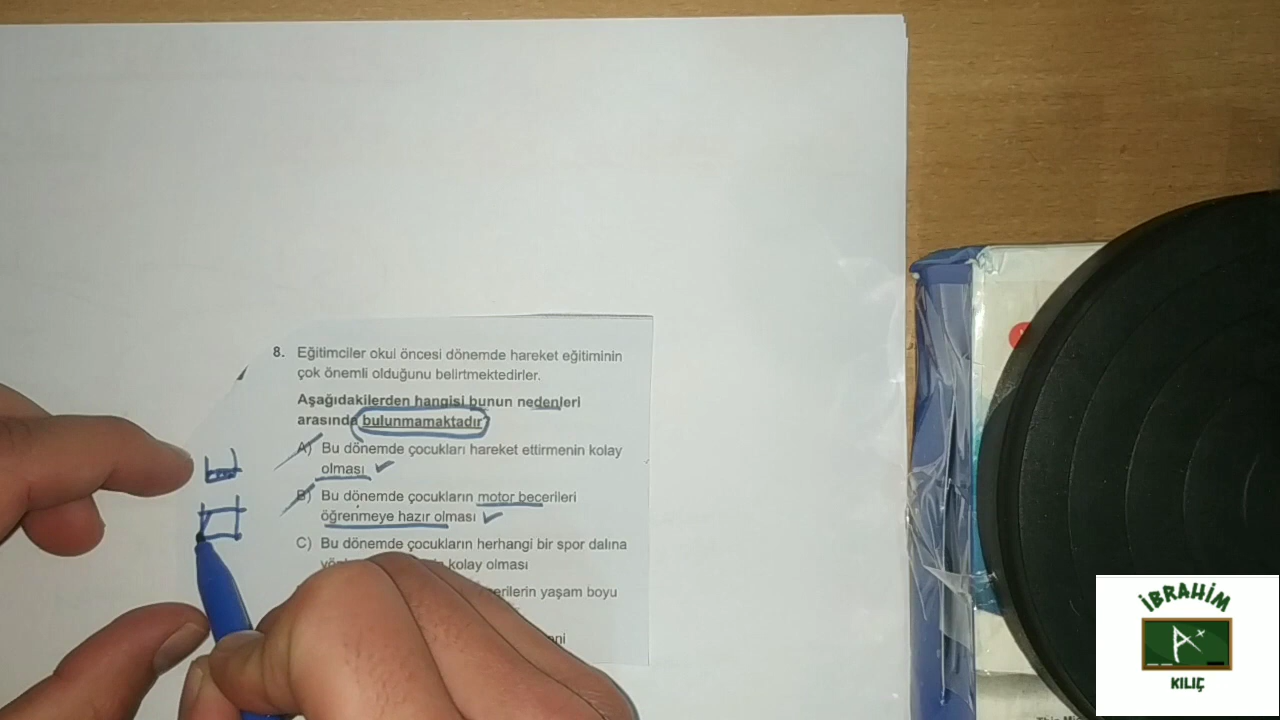 8. Eğitimciler okul öncesi dönemde hareket eğitiminin
çok önemli olduğunu belirtmektedirler.
Aşağıdakilerden hangisi bunun nedenleri
arasında bulunmamaktadır?
A) Bu dönemde çocukları hareket ettirmenin kolay
olması
B) Bu dönemde çocukların motor becerileri
öğrenmeye hazır olması
C) Bu dönemde çocukların herhangi bir spor dalına
kolay olması
yaşam boyu
İBRAHİM
A+
KILIÇ